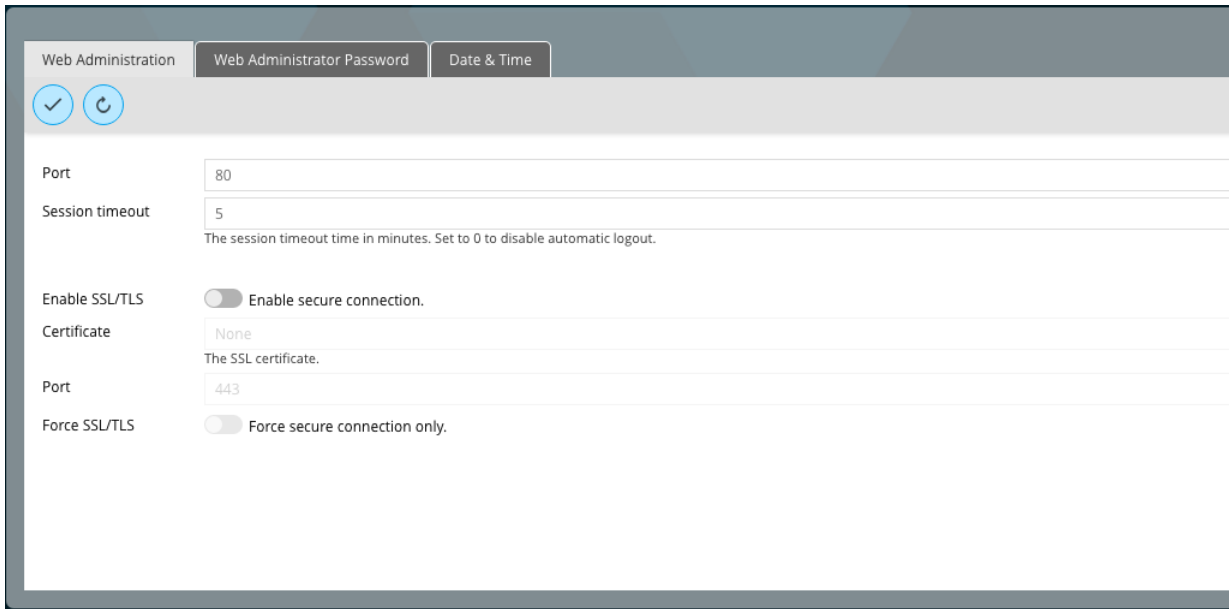 Web Administration Web Administrator Password Date & Time
Port 80
Session timeout 5
The session timeout time in minutes. Set to 0 to disable automatic logout.
Enable SSL/TLS Enable secure connection.
Certificate None
The SSL certificate.
Port 443
Force SSL/TLS Force secure connection only.